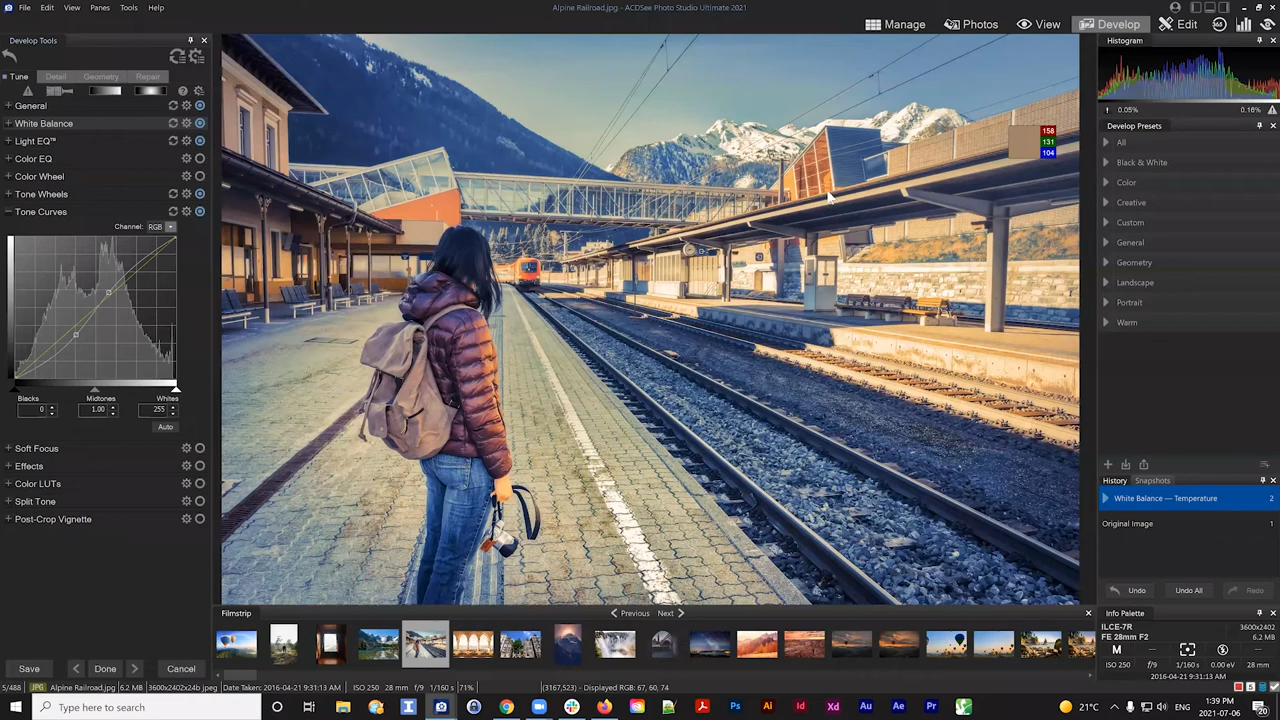 File Edit View Panes Tools Help
Alpine Railroad.jpg - ACDSee Photo Studio Ultimate 2021
Manage Photos View Develop Edit 365
Develop Tools
Tune Detail Geometry Repair
General
White Balance
Light EQ™
Color EQ
Color Wheel
Tone Wheels
Tone Curves
Channel: RGB
Blacks Midtones Whites
0 1.00 255
Auto
Soft Focus
Effects
Color LUTs
Split Tone
Post-Crop Vignette
Save Done Cancel
158
131
104
Histogram
0.05% 0.16%
Develop Presets
All
Black & White
Color
Creative
Custom
General
Geometry
Landscape
Portrait
Warm
History Snapshots
White Balance — Temperature 2
Original Image
Undo Undo All Redo
Filmstrip Previous Next
Info Palette
ILCE-7R 3600x2402
FE 28mm F2 6.2 MB
M — —
ISO 250 f/9 1/160 s 0.00 eV 28 mm
2016-04-21 9:31:13 AM
5/488 JPG Alpine Railroad.jpg 6.2 MB 3600x2402x24b jpeg Date Taken: 2016-04-21 9:31:13 AM ISO 250 28 mm f/9 1/160 s 71% (3167,523) - Displayed RGB: 67, 60, 74
Type here to search
Ps Ai Id Xd Au Ae Pr
21°C ENG 1:39 PM
2021-07-06
20